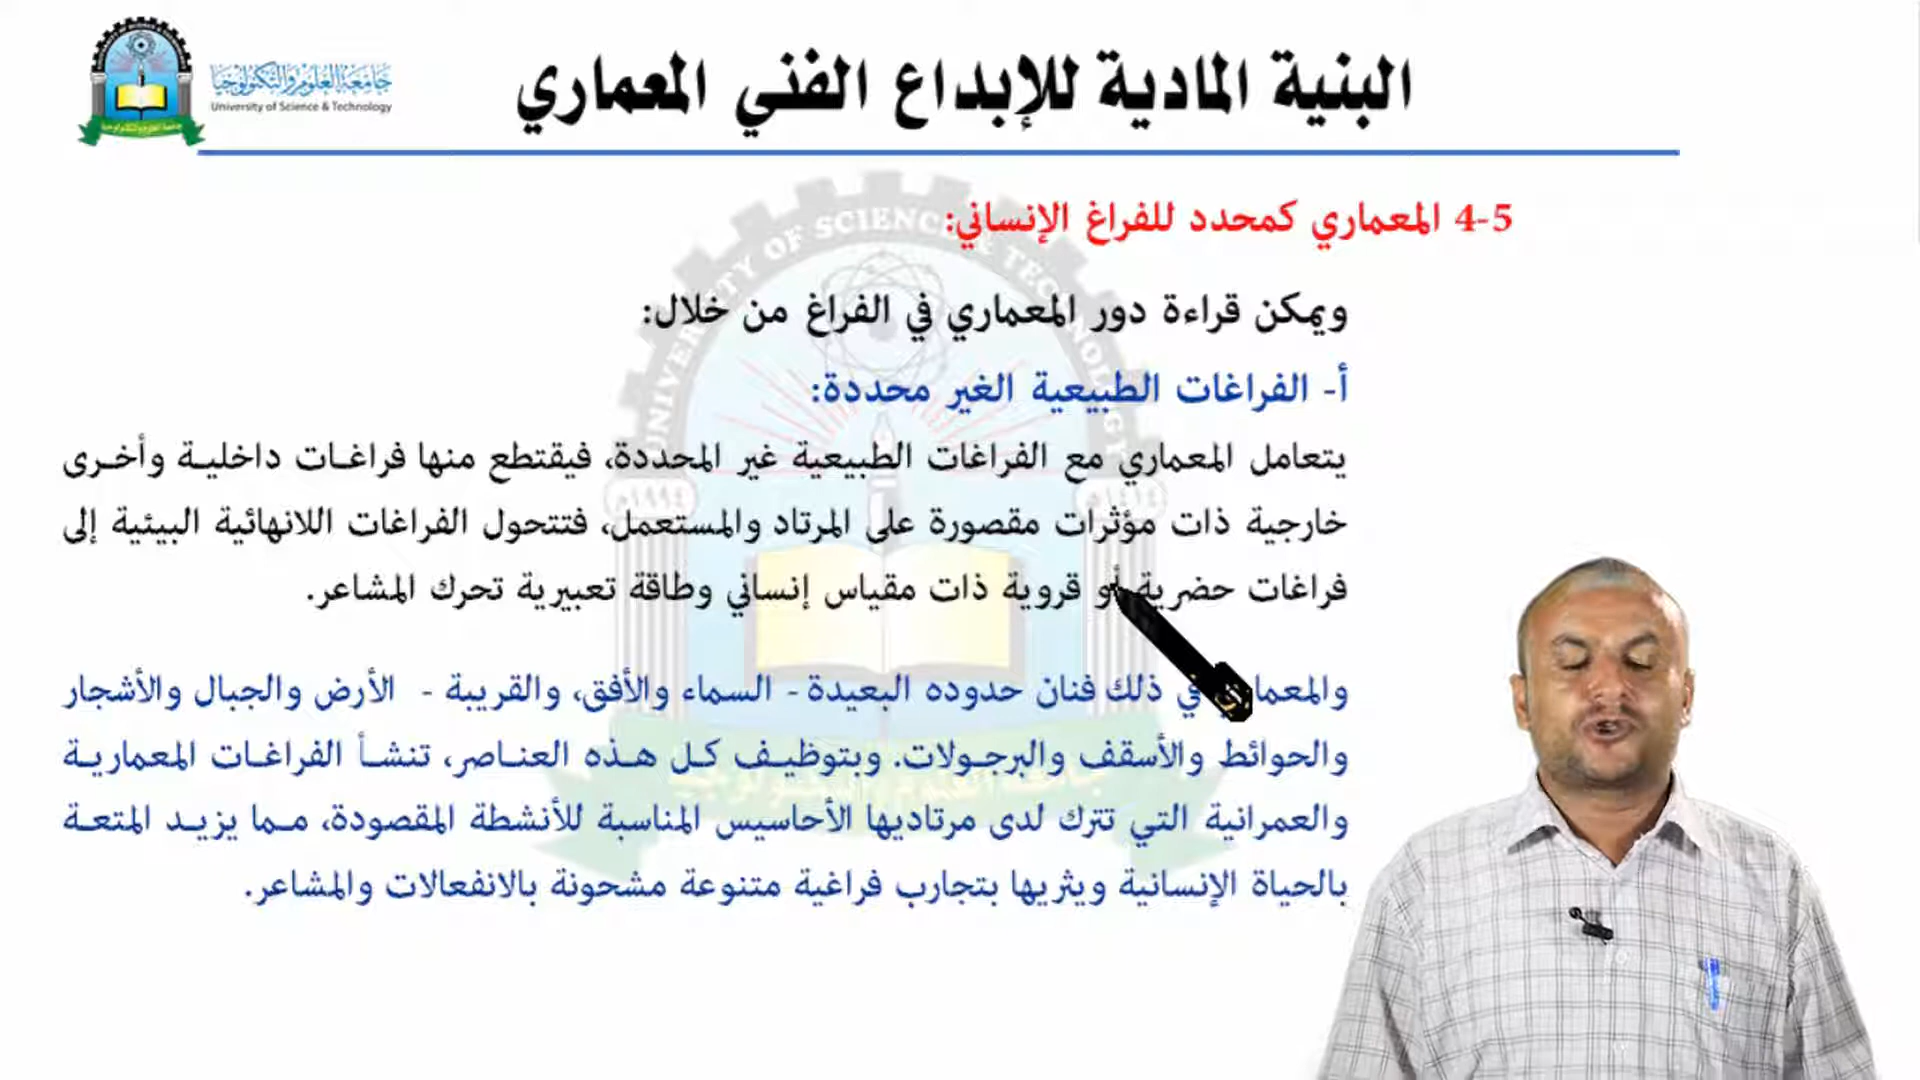 جامعة العلوم والتكنولوجيا
University of Science & Technology
البنية المادية للإبداع الفني المعماري
4-5 المعماري كمحدد للفراغ الإنساني:
ويمكن قراءة دور المعماري في الفراغ من خلال:
أ- الفراغات الطبيعية الغير محددة:
يتعامل المعماري مع الفراغات الطبيعية غير المحددة، فيقتطع منها فراغات داخلية وأخرى
خارجية ذات مؤثرات مقصورة على المرتاد والمستعمل، فتتحول الفراغات اللانهائية البيئية إلى
فراغات حضرية أو قروية ذات مقياس إنساني وطاقة تعبيرية تحرك المشاعر.
والمعماري في ذلك فنان حدوده البعيدة - السماء والأفق، والقريبة - الأرض والجبال والأشجار
والحوائط والأسقف والبرجولات. وبتوظيف كل هذه العناصر، تنشأ الفراغات المعمارية
والعمرانية التي تترك لدى مرتاديها الأحاسيس المناسبة للأنشطة المقصودة، مما يزيد المتعة
بالحياة الإنسانية ويثريها بتجارب فراغية متنوعة مشحونة بالانفعالات والمشاعر.
UNIVERSITY OF SCIENCE & TECHNOLOGY